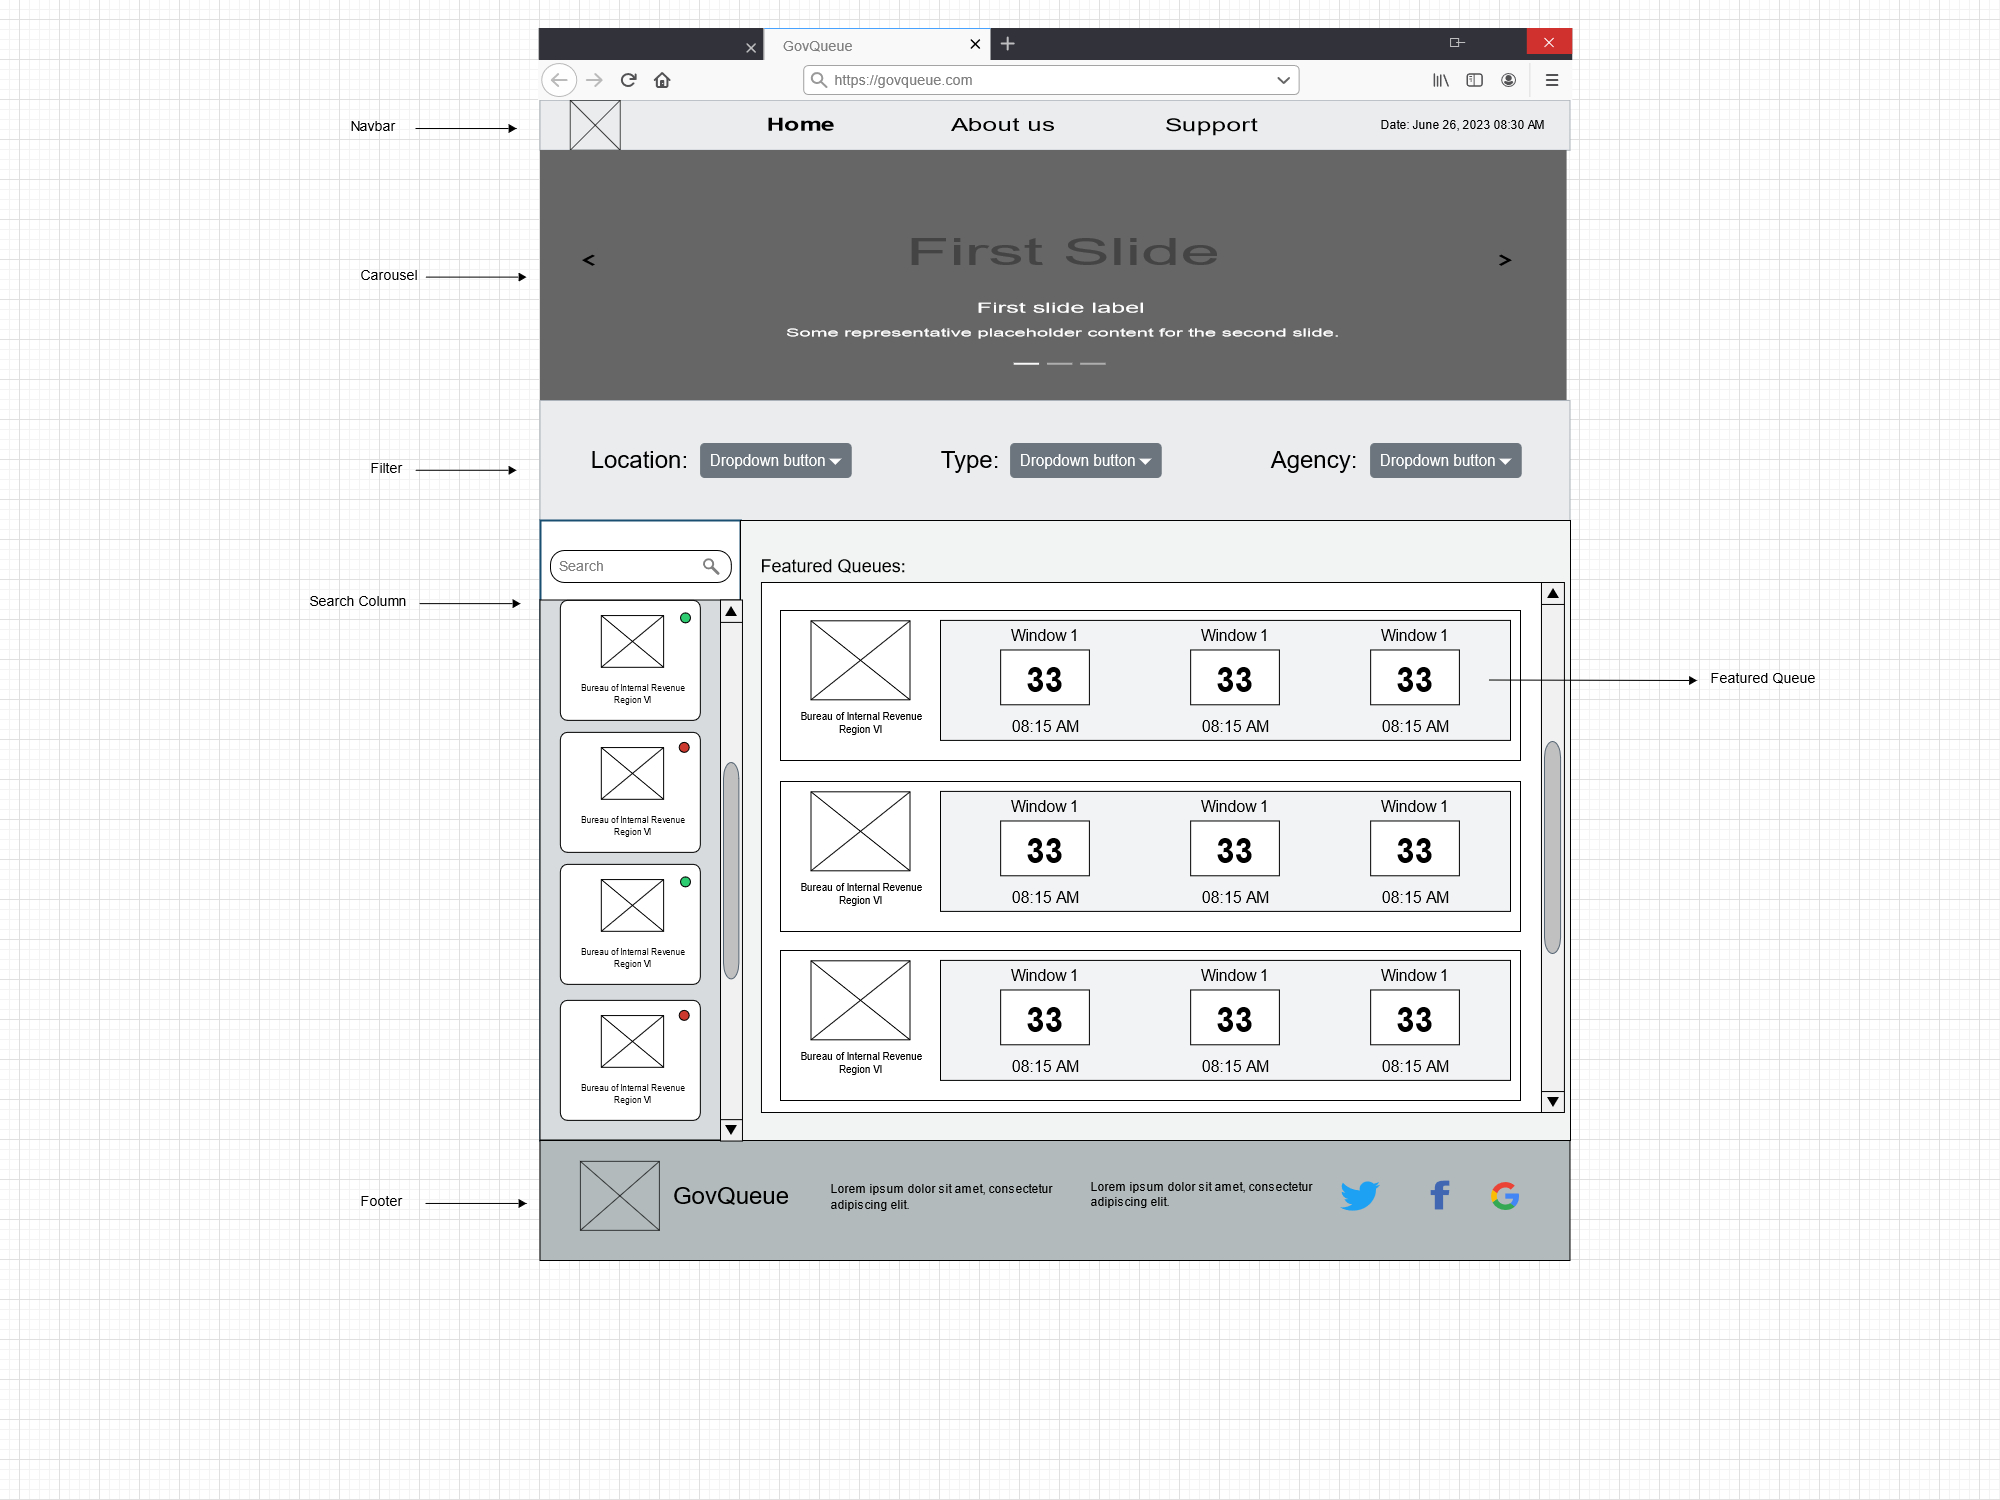 GovQueue
https://govqueue.com
Navbar
Home About us Support Date: June 26, 2023 08:30 AM
First Slide
Carousel
First slide label
Some representative placeholder content for the second slide.
Filter
Location: Dropdown button Type: Dropdown button Agency: Dropdown button
Search
Search Column
Bureau of Internal Revenue
Region VI
Bureau of Internal Revenue
Region VI
Bureau of Internal Revenue
Region VI
Bureau of Internal Revenue
Region VI
Featured Queues:
Window 1 Window 1 Window 1
33 33 33
08:15 AM 08:15 AM 08:15 AM
Bureau of Internal Revenue
Region VI
Featured Queue
Window 1 Window 1 Window 1
33 33 33
08:15 AM 08:15 AM 08:15 AM
Bureau of Internal Revenue
Region VI
Window 1 Window 1 Window 1
33 33 33
08:15 AM 08:15 AM 08:15 AM
Bureau of Internal Revenue
Region VI
Footer
GovQueue
Lorem ipsum dolor sit amet, consectetur
adipiscing elit.
Lorem ipsum dolor sit amet, consectetur
adipiscing elit.